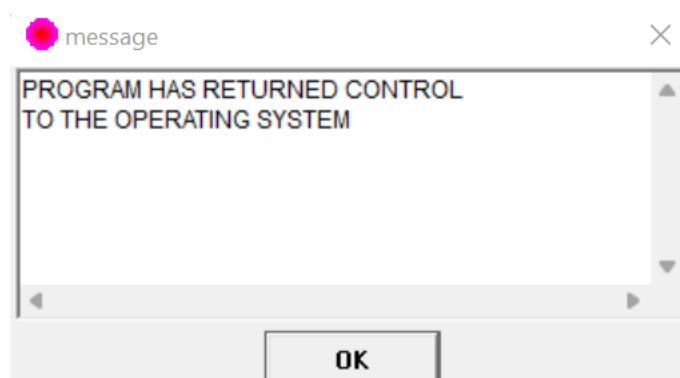 message
PROGRAM HAS RETURNED CONTROL
TO THE OPERATING SYSTEM
OK